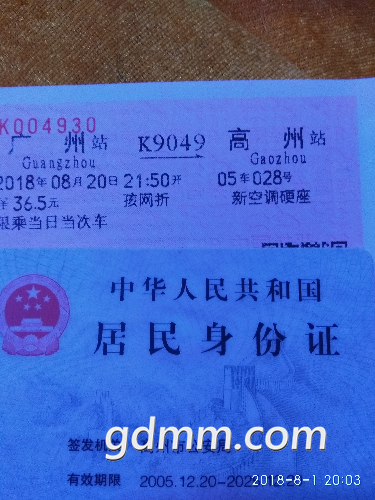 K004930
广 州 站 K9049 高 州 站
Guangzhou Gaozhou
2018年08月20日 21:50开 05车028号
¥36.5元 孩网折 新空调硬座
限乘当日当次车
中华人民共和国
居民身份证
签发机关
gdmm.com
有效期限 2005.12.20-202
2018-8-1 20:03